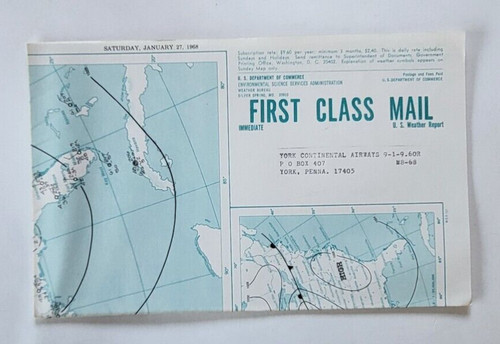 SATURDAY, JANUARY 27, 1968
Subscription rate: $9.60 per year; minimum 3 months, $2.40. This is daily rate including
Sundays and Holidays. Send remittance to Superintendent of Documents, Government
Printing Office, Washington, D. C. 20402. Explanation of weather symbols appears on
Sunday Map only.
U. S. DEPARTMENT OF COMMERCE
ENVIRONMENTAL SCIENCE SERVICES ADMINISTRATION
WEATHER BUREAU
SILVER SPRING, MD. 20910
Postage and Fees Paid
U. S. DEPARTMENT OF COMMERCE
FIRST CLASS MAIL
IMMEDIATE
U. S. Weather Report
YORK CONTINENTAL AIRWAYS 9-1-9.60R
P O BOX 407
YORK, PENNA. 17405
HIGH